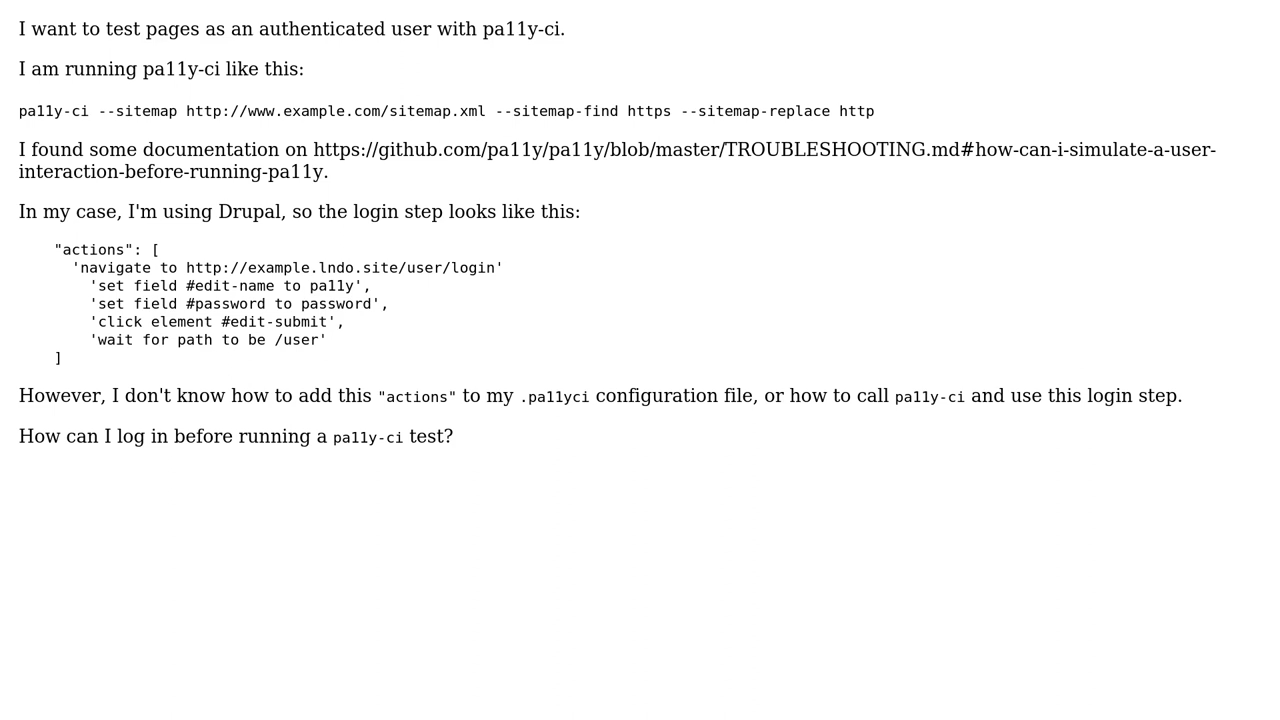 I want to test pages as an authenticated user with pa11y-ci.
I am running pa11y-ci like this:
pa11y-ci --sitemap http://www.example.com/sitemap.xml --sitemap-find https --sitemap-replace http
I found some documentation on https://github.com/pa11y/pa11y/blob/master/TROUBLESHOOTING.md#how-can-i-simulate-a-user-
interaction-before-running-pa11y.
In my case, I'm using Drupal, so the login step looks like this:
"actions": [
'navigate to http://example.lndo.site/user/login'
'set field #edit-name to pa11y',
'set field #password to password',
'click element #edit-submit',
'wait for path to be /user'
]
However, I don't know how to add this "actions" to my .pa11yci configuration file, or how to call pa11y-ci and use this login step.
How can I log in before running a pa11y-ci test?